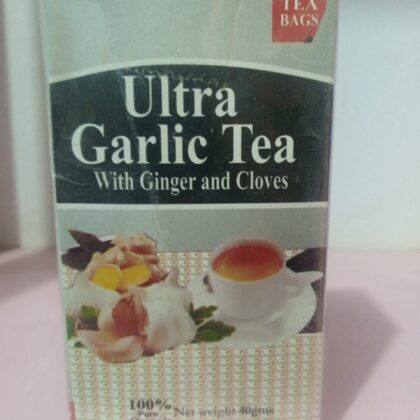 TEA
BAGS
Ultra
Garlic Tea
With Ginger and Cloves
100%
Pure
Net weight 40gms